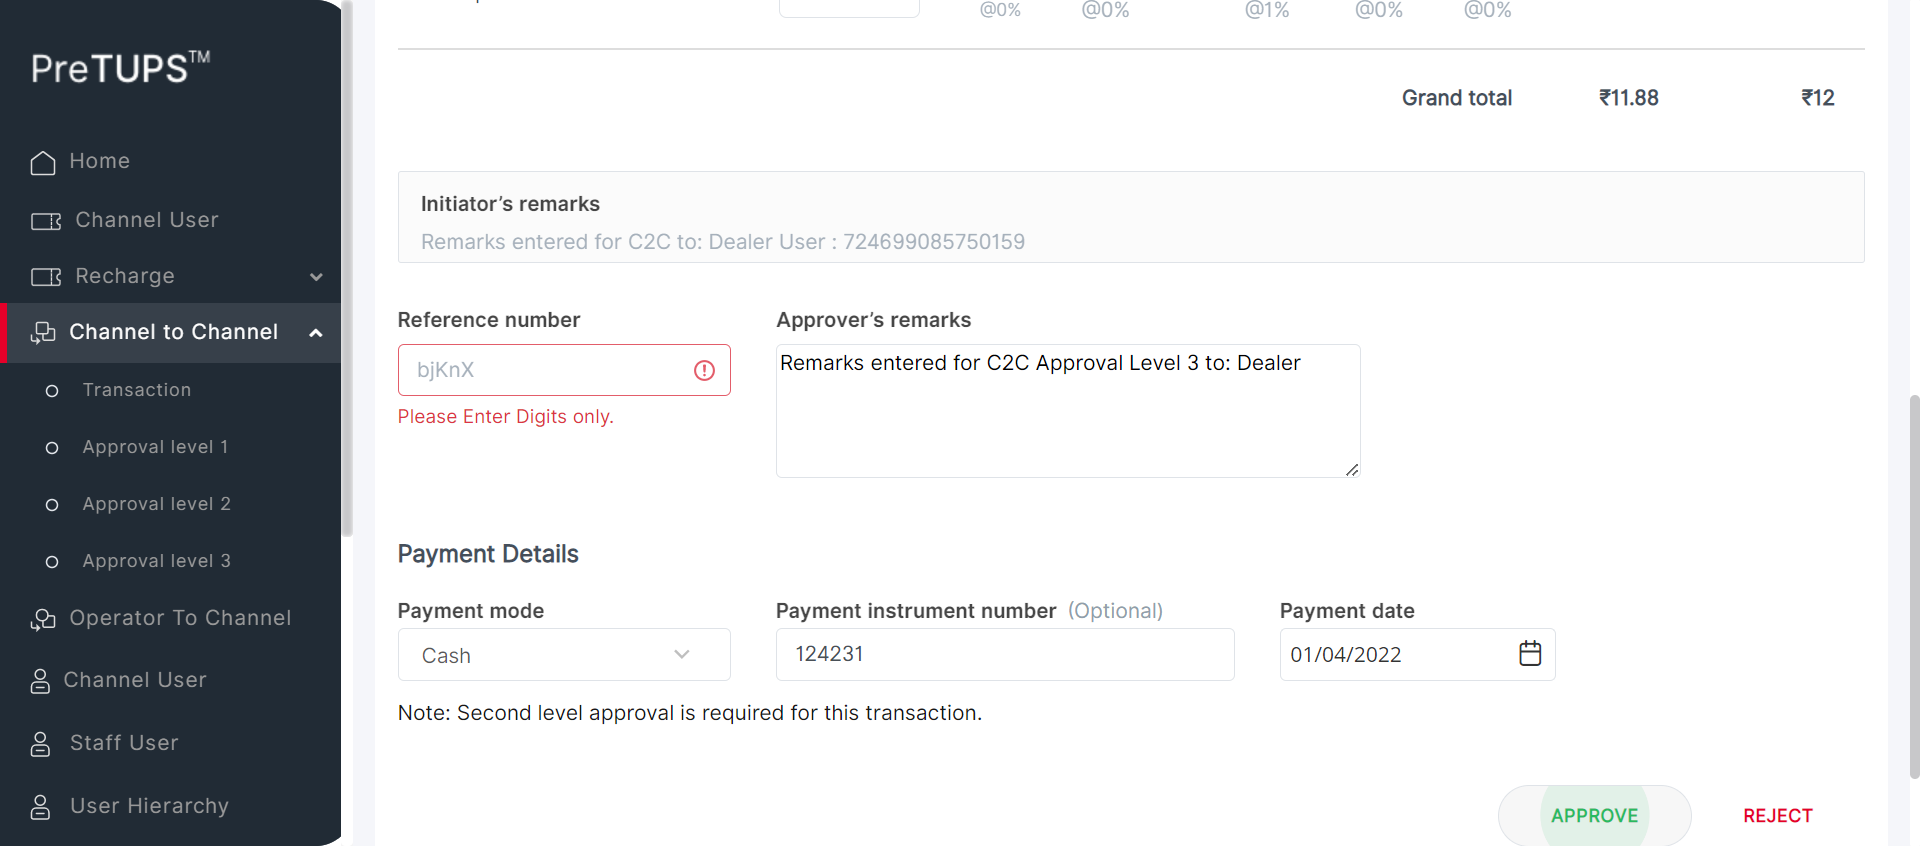 PreTUPS™
Home
Channel User
Recharge
Channel to Channel
Transaction
Approval level 1
Approval level 2
Approval level 3
Operator To Channel
Channel User
Staff User
User Hierarchy
@0% @0% @1% @0% @0%
Grand total ₹11.88 ₹12
Initiator’s remarks
Remarks entered for C2C to: Dealer User : 724699085750159
Reference number
bjKnX
Please Enter Digits only.
Approver’s remarks
Remarks entered for C2C Approval Level 3 to: Dealer
Payment Details
Payment mode
Cash
Payment instrument number (Optional)
124231
Payment date
01/04/2022
Note: Second level approval is required for this transaction.
APPROVE
REJECT